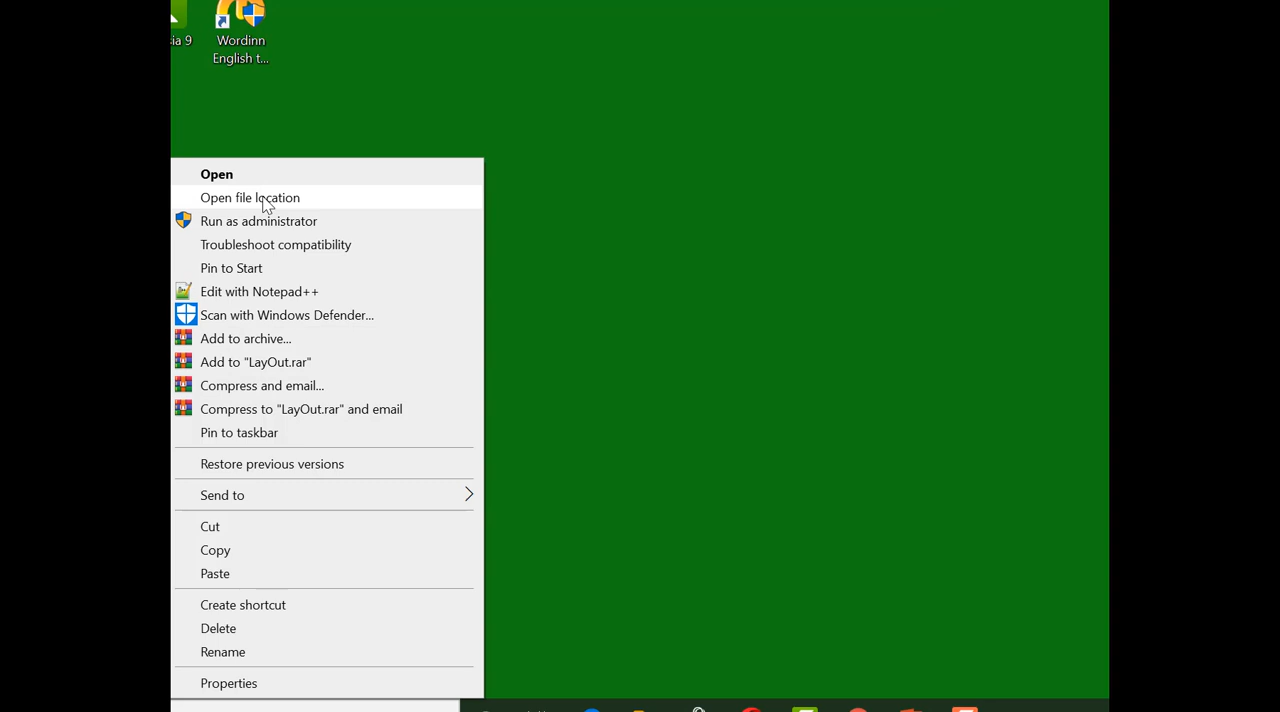 ia 9
Wordinn
English t...
Open
Open file location
Run as administrator
Troubleshoot compatibility
Pin to Start
Edit with Notepad++
Scan with Windows Defender...
Add to archive...
Add to "LayOut.rar"
Compress and email...
Compress to "LayOut.rar" and email
Pin to taskbar
Restore previous versions
Send to
Cut
Copy
Paste
Create shortcut
Delete
Rename
Properties